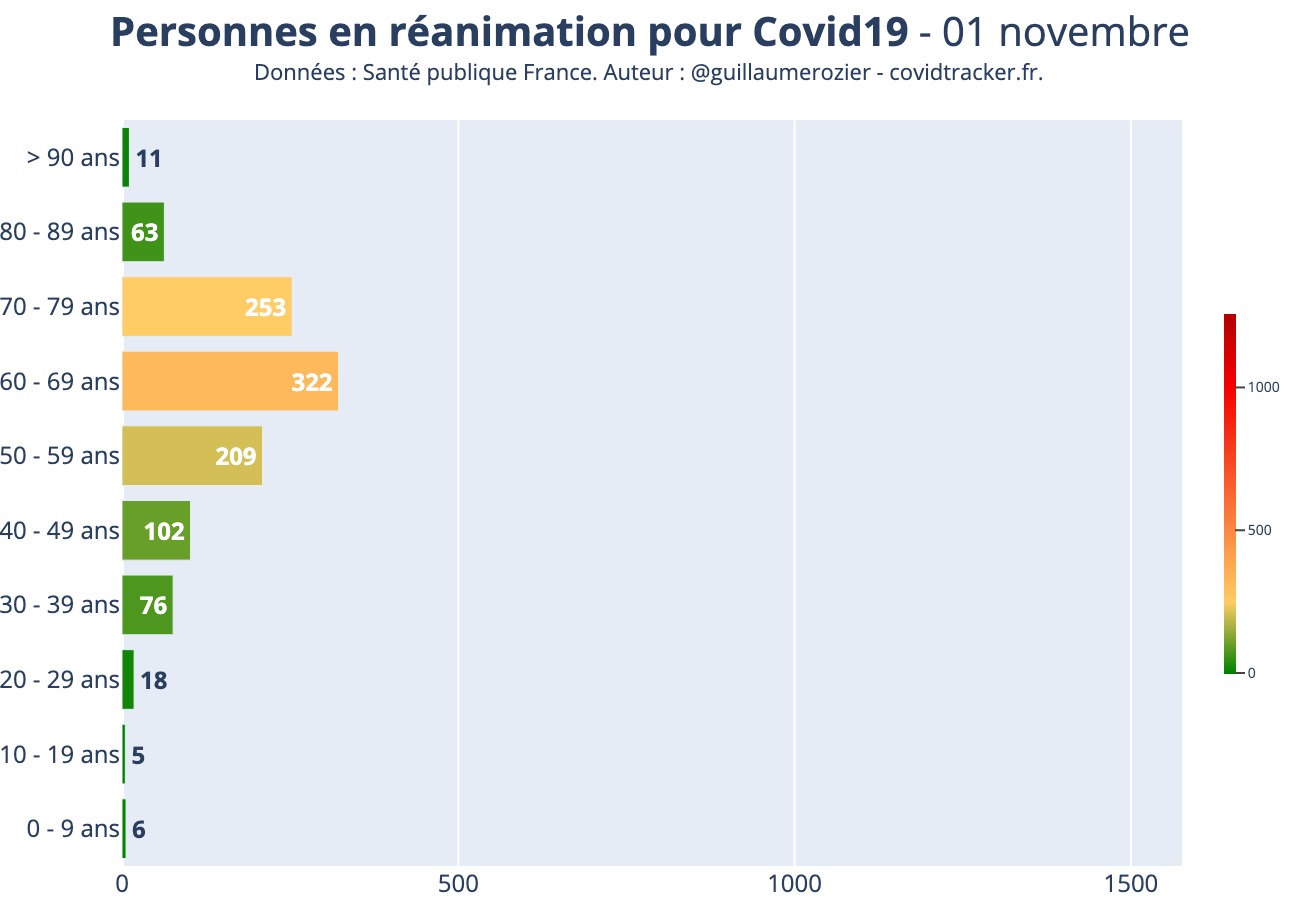 Personnes en réanimation pour Covid19 - 01 novembre
Données : Santé publique France. Auteur : @guillaumerozier - covidtracker.fr.
> 90 ans 11
80 - 89 ans 63
70 - 79 ans 253
60 - 69 ans 322
50 - 59 ans 209
40 - 49 ans 102
30 - 39 ans 76
20 - 29 ans 18
10 - 19 ans 5
0 - 9 ans 6
0 500 1000 1500
1000
500
0